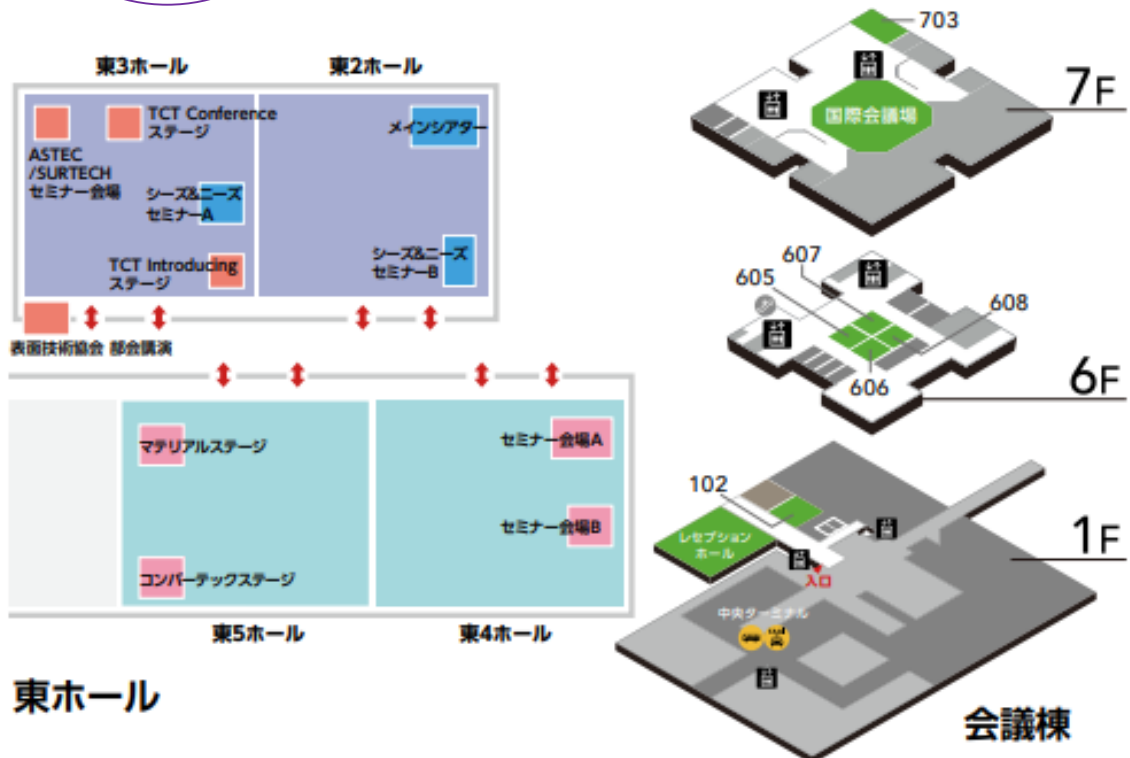 東3ホール
東2ホール
TCT Conference
ステージ
ASTEC
/SURTECH
セミナー会場
メインシアター
シーズ&ニーズ
セミナーA
TCT Introducing
ステージ
シーズ&ニーズ
セミナーB
表面技術協会 部会講演
マテリアルステージ
セミナー会場A
セミナー会場B
コンバーテックステージ
東5ホール
東4ホール
東ホール
703
7F
国際会議場
607
605
608
606
6F
102
レセプション
ホール
入口
1F
中央ターミナル
会議棟